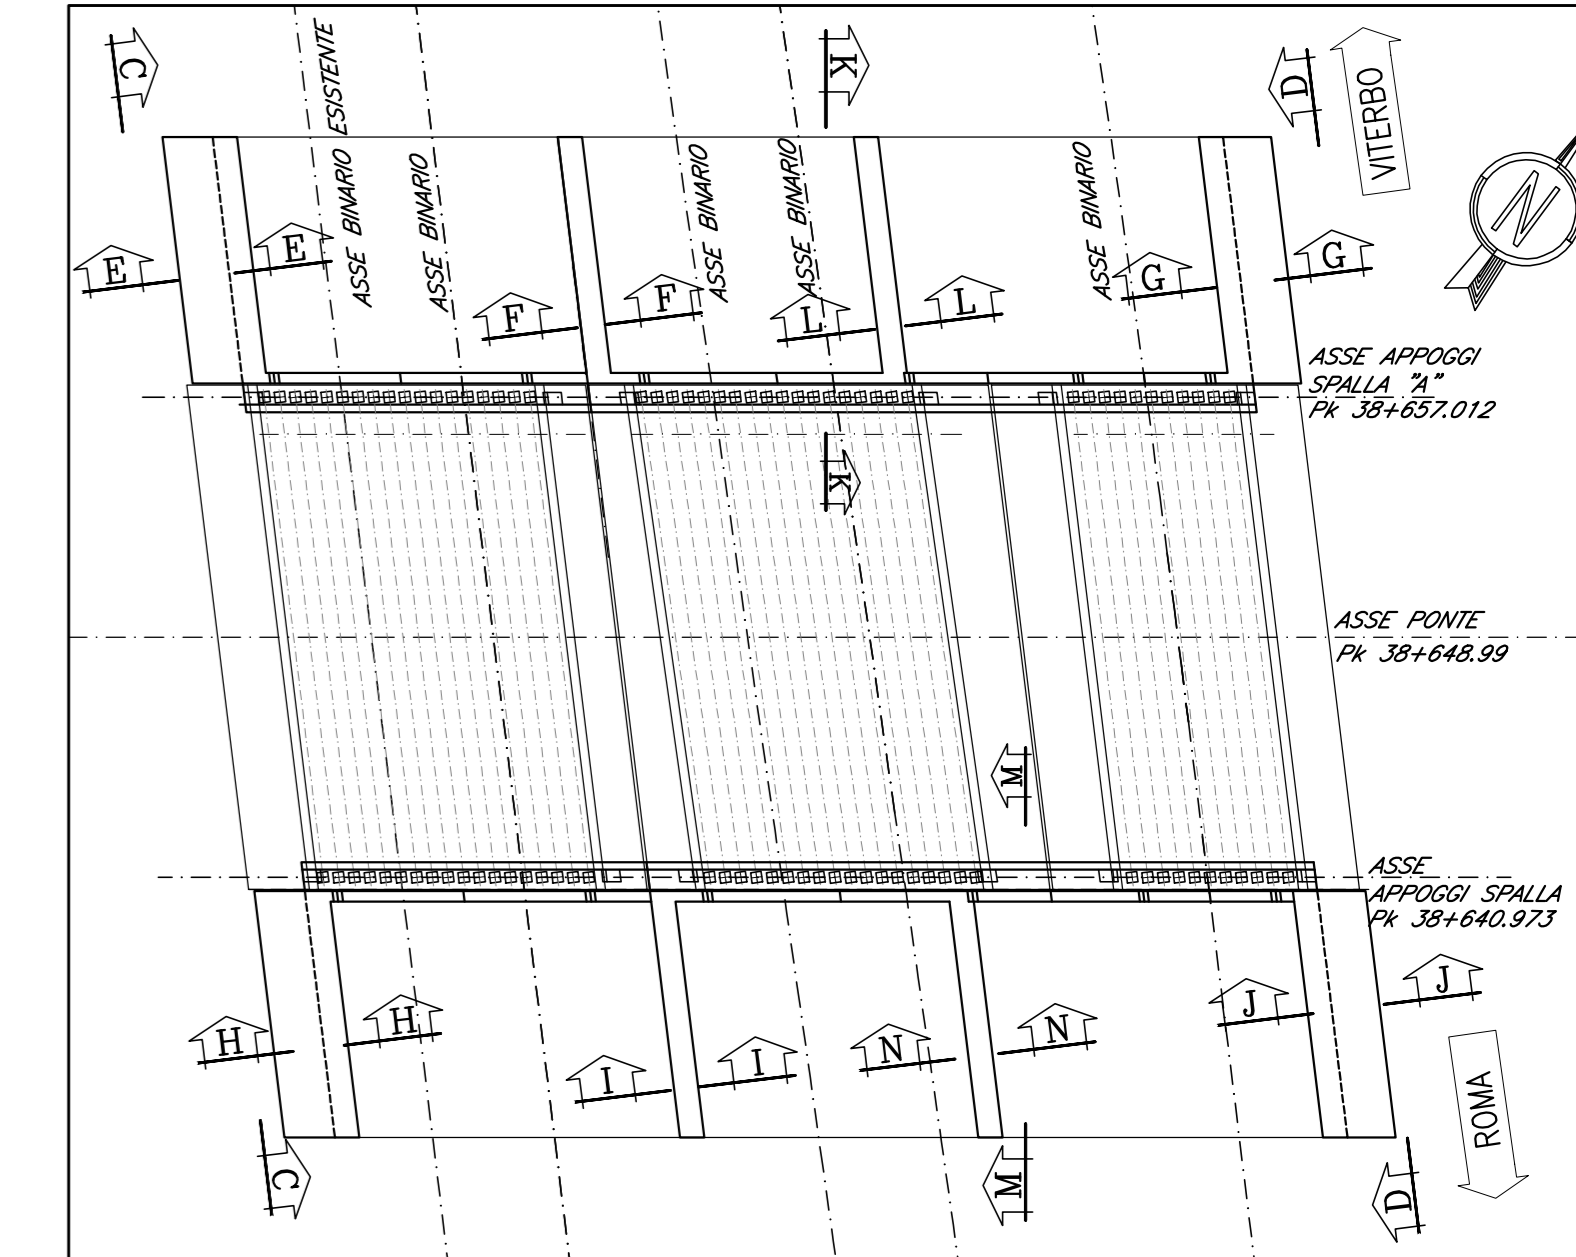 C
K
D
VITERBO
N
ASSE BINARIO ESISTENTE
ASSE BINARIO
ASSE BINARIO
ASSE BINARIO
ASSE BINARIO
E
E
F
F
L
L
G
G
ASSE APPOGGI
SPALLA "A"
Pk 38+657.012
K
ASSE PONTE
Pk 38+648.99
M
ASSE
APPOGGI SPALLA
Pk 38+640.973
H
H
I
I
N
N
J
J
ROMA
C
M
D